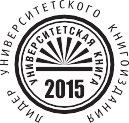 ЛИДЕР УНИВЕРСИТЕТСКОГО КНИГОИЗДАНИЯ
УНИВЕРСИТЕТСКАЯ КНИГА
2015